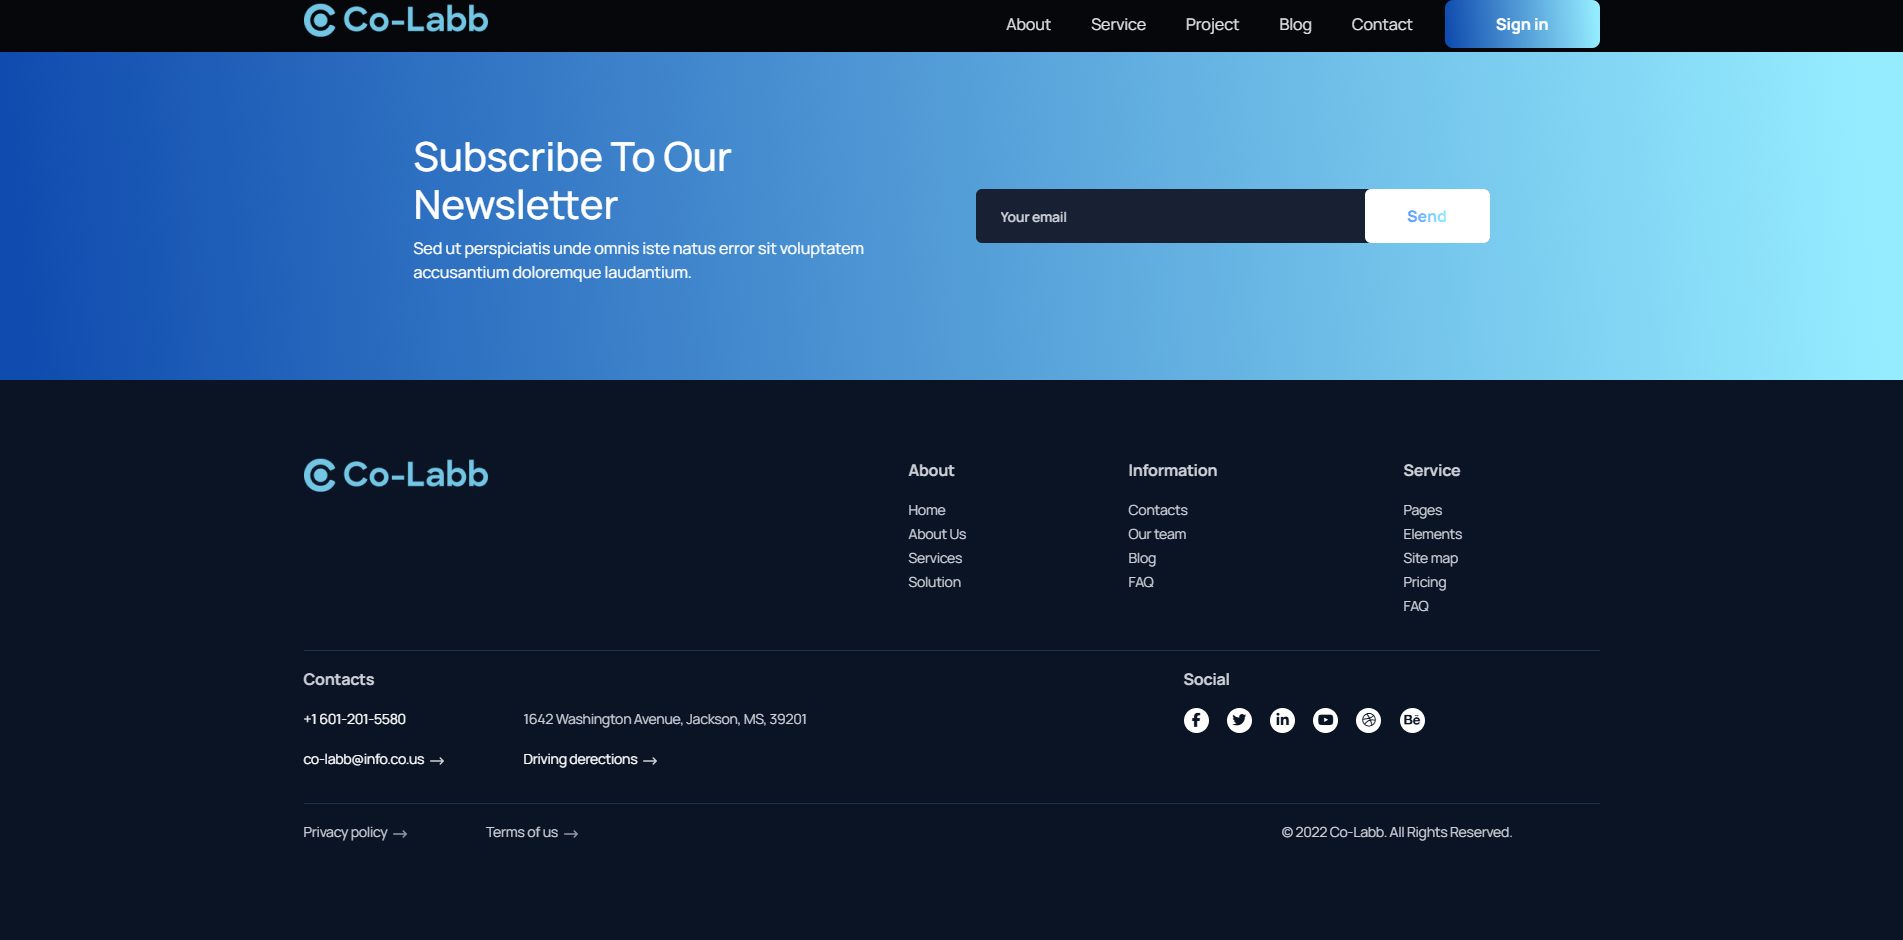 Co-Labb
About
Service
Project
Blog
Contact
Sign in
Subscribe To Our
Newsletter
Sed ut perspiciatis unde omnis iste natus error sit voluptatem
accusantium doloremque laudantium.
Your email
Send
Co-Labb
About
Home
About Us
Services
Solution
Information
Contacts
Our team
Blog
FAQ
Service
Pages
Elements
Site map
Pricing
FAQ
Contacts
+1 601-201-5580
co-labb@info.co.us
1642 Washington Avenue, Jackson, MS, 39201
Driving derections
Social
Privacy policy
Terms of us
© 2022 Co-Labb. All Rights Reserved.